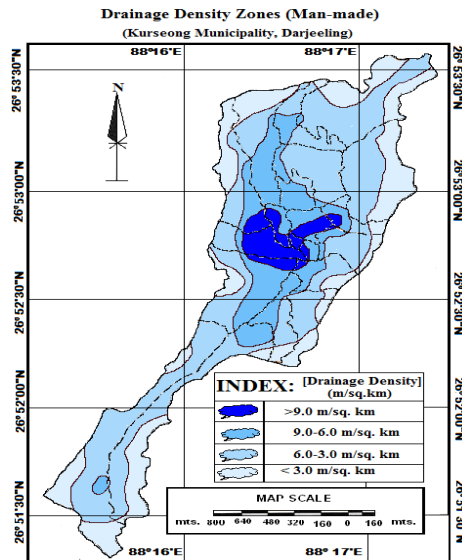 Drainage Density Zones (Man-made)
(Kurseong Municipality, Darjeeling)
88°16'E 88°17'E
26°53'30"N 26°53'30"N
N
26°53'00"N 26°53'00"N
26°52'30"N 26°52'30"N
INDEX: [Drainage Density]
(m/sq.km)
>9.0 m/sq. km
9.0-6.0 m/sq. km
6.0-3.0 m/sq. km
< 3.0 m/sq. km
26°52'00"N 26°52'00"N
MAP SCALE
mts. 800 640 480 320 160 0 160 mts.
26°51'30"N 26°51'30"N
88°16'E 88°17'E